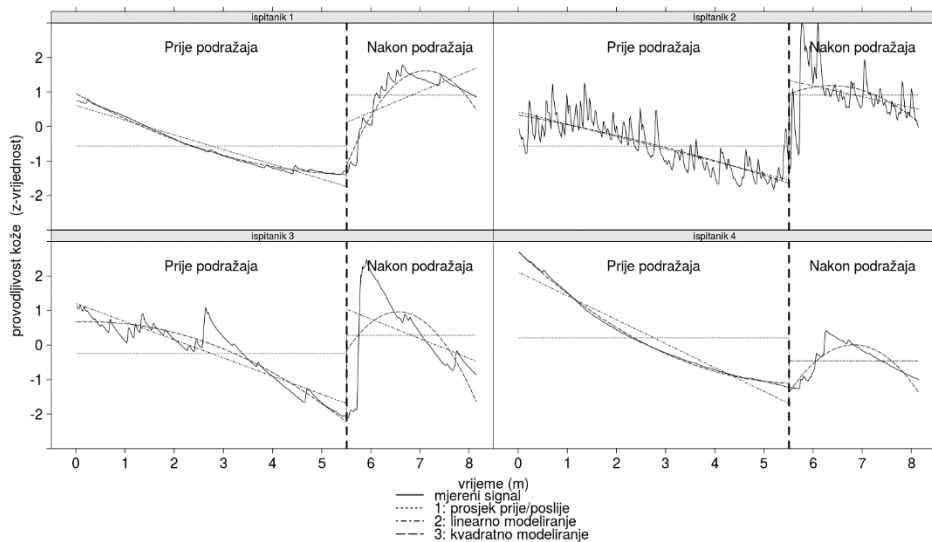 ispitanik 1
ispitanik 2
Prije podražaja
Nakon podražaja
Prije podražaja
Nakon podražaja
2
1
0
-1
-2
ispitanik 3
ispitanik 4
Prije podražaja
Nakon podražaja
Prije podražaja
Nakon podražaja
2
1
0
-1
-2
provodljivost kože (z-vrijednost)
0 1 2 3 4 5 6 7 8
0 1 2 3 4 5 6 7 8
vrijeme (m)
mjereni signal
1: prosjek prije/poslije
2: linearno modeliranje
3: kvadratno modeliranje